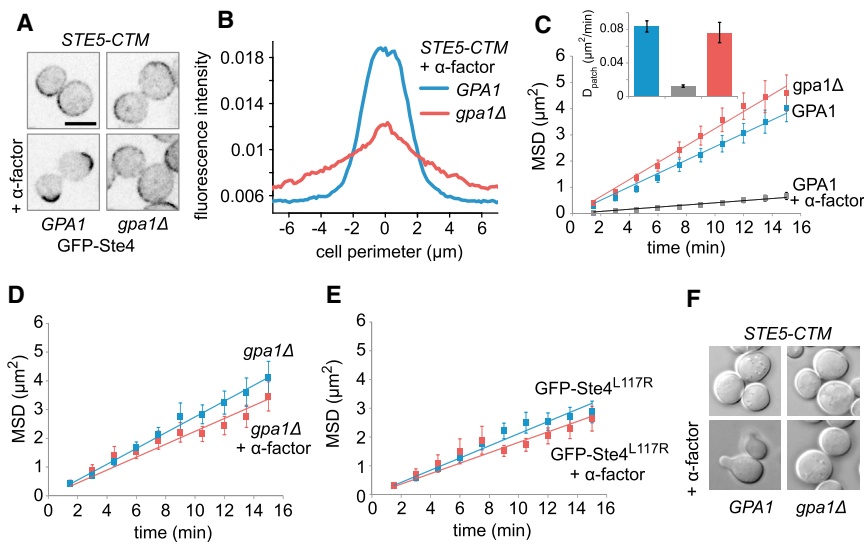 A
STE5-CTM
+ α-factor
GPA1 gpa1Δ
GFP-Ste4
B
fluorescence intensity
0.018
0.014
0.01
0.006
-6 -4 -2 0 2 4 6
cell perimeter (µm)
STE5-CTM
+ α-factor
GPA1
gpa1Δ
C
MSD (µm²)
6
5
4
3
2
1
0
0 2 4 6 8 10 12 14 16
time (min)
D_patch (µm²/min)
0.08
0.04
0
gpa1Δ
GPA1
GPA1
+ α-factor
D
MSD (µm²)
6
5
4
3
2
1
0
0 2 4 6 8 10 12 14 16
time (min)
gpa1Δ
gpa1Δ
+ α-factor
E
MSD (µm²)
6
5
4
3
2
1
0
0 2 4 6 8 10 12 14 16
time (min)
GFP-Ste4^L117R
GFP-Ste4^L117R
+ α-factor
F
STE5-CTM
+ α-factor
GPA1 gpa1Δ